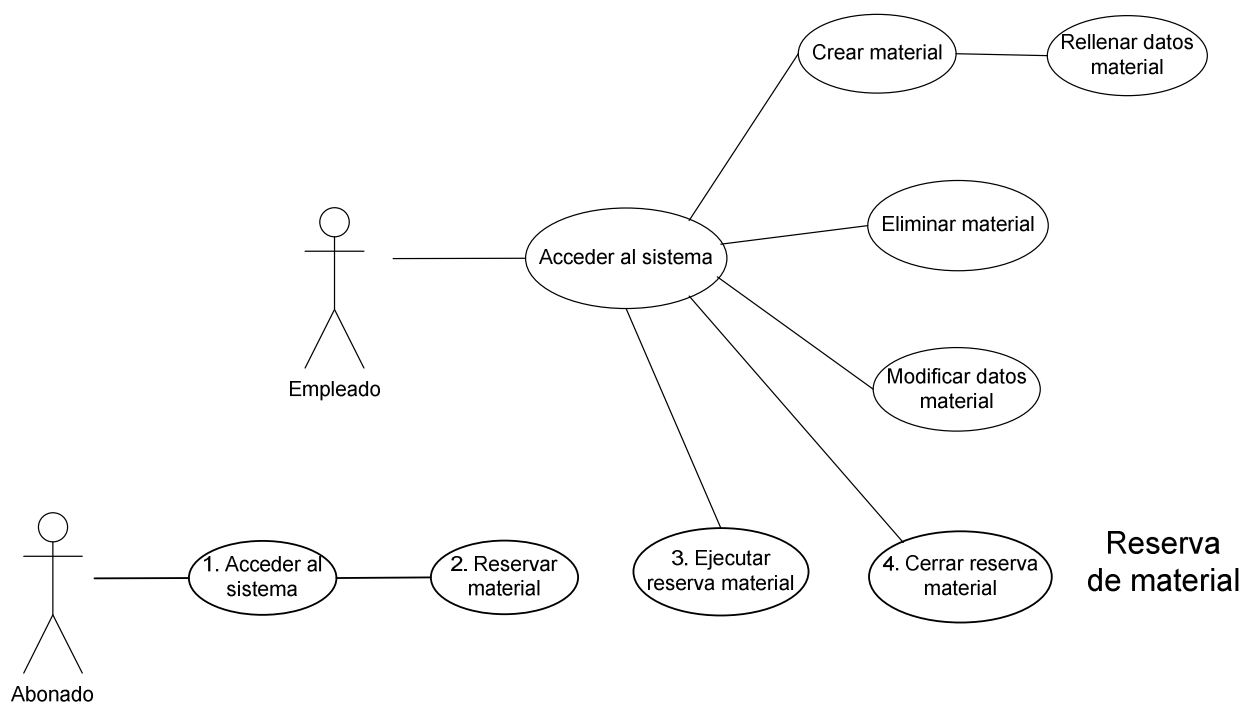 Crear material
Rellenar datos
material
Eliminar material
Acceder al sistema
Empleado
Modificar datos
material
1. Acceder al
sistema
2. Reservar
material
3. Ejecutar
reserva material
4. Cerrar reserva
material
Reserva
de material
Abonado